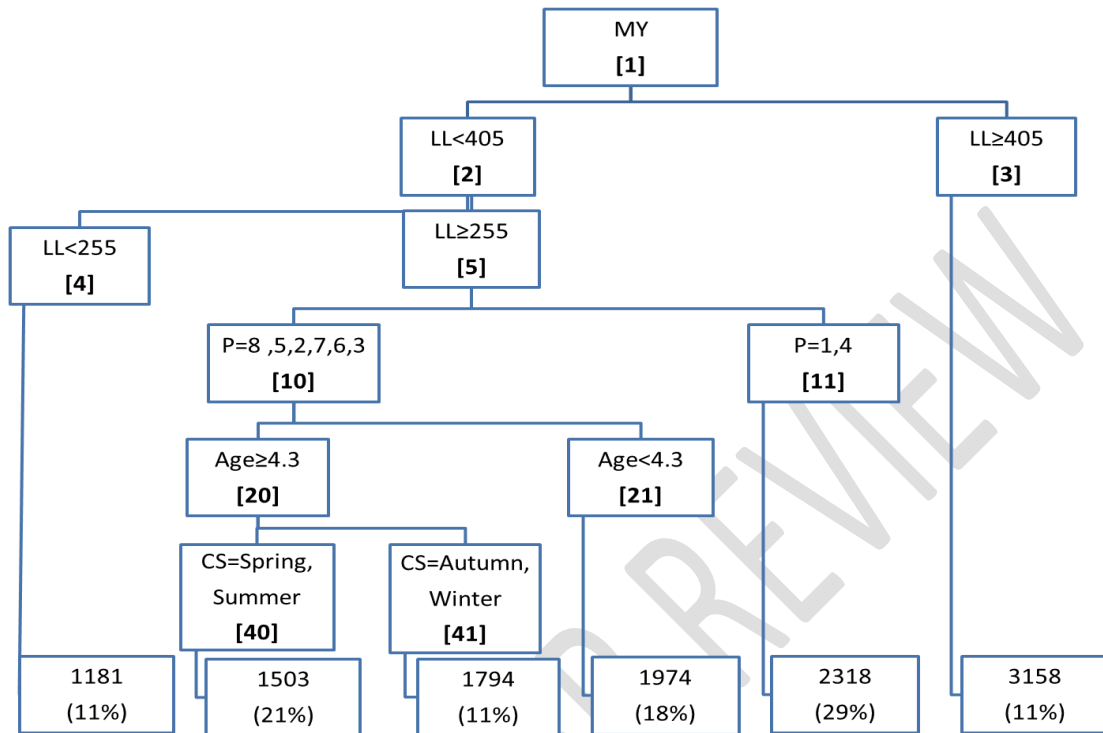 MY
[1]
LL<405
[2]
LL≥405
[3]
LL<255
[4]
LL≥255
[5]
P=8 ,5,2,7,6,3
[10]
P=1,4
[11]
Age≥4.3
[20]
Age<4.3
[21]
CS=Spring,
Summer
[40]
CS=Autumn,
Winter
[41]
1181
(11%)
1503
(21%)
1794
(11%)
1974
(18%)
2318
(29%)
3158
(11%)
REVIEW